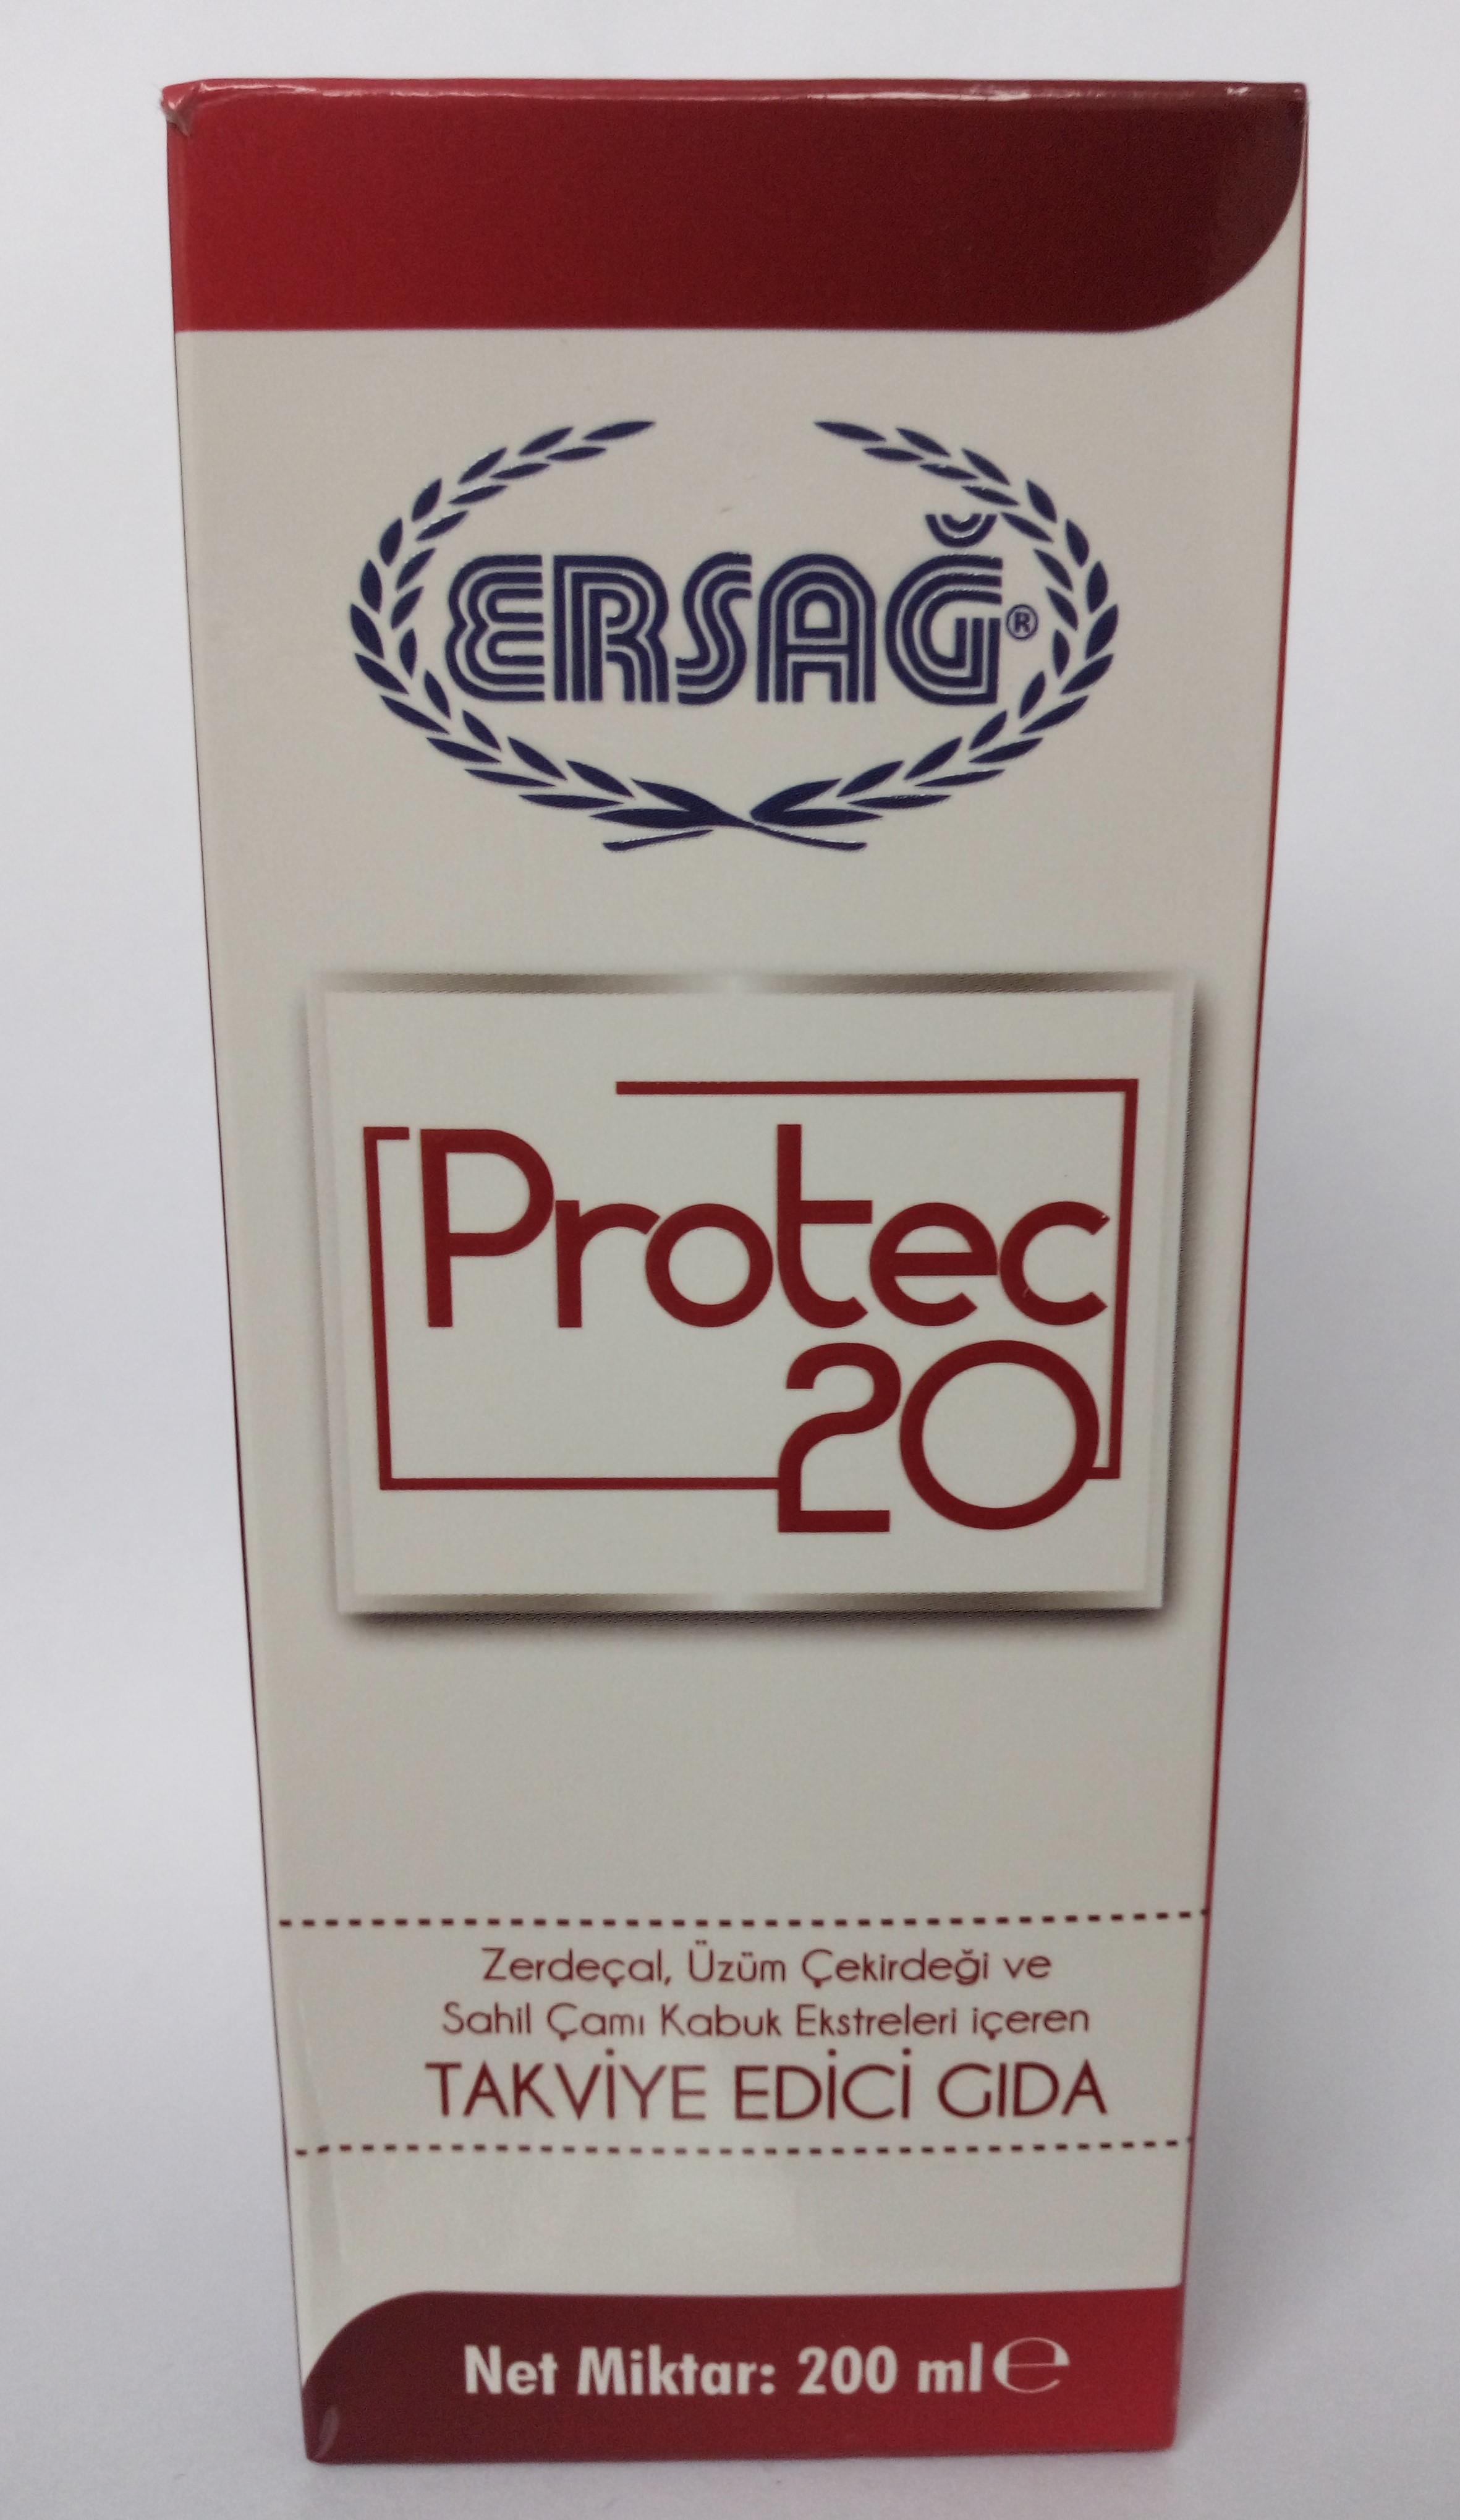 ERSAĞ®
Protec
20
Zerdeçal, Üzüm Çekirdeği ve
Sahil Çamı Kabuk Ekstreleri içeren
TAKVİYE EDİCİ GIDA
Net Miktar: 200 ml ℮